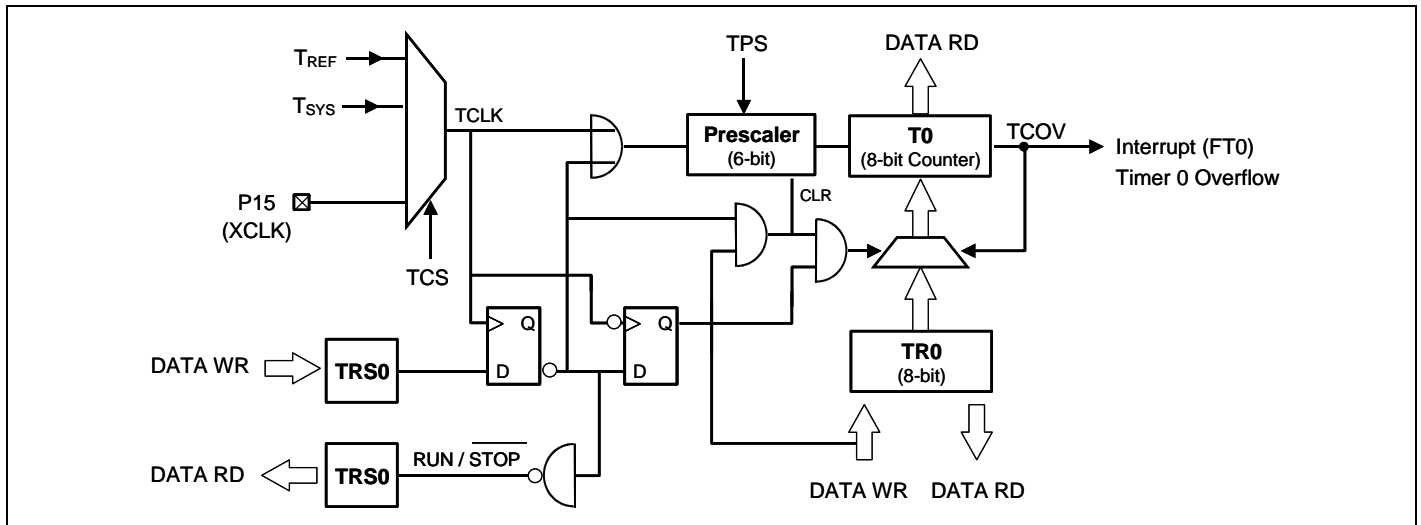 TREF
TSYS
P15
(XCLK)
TCS
TCLK
TPS
Prescaler
(6-bit)
CLR
DATA RD
T0
(8-bit Counter)
TCOV
Interrupt (FT0)
Timer 0 Overflow
TR0
(8-bit)
DATA WR
DATA RD
DATA WR
TRS0
Q
D
Q
D
DATA RD
TRS0
RUN / STOP